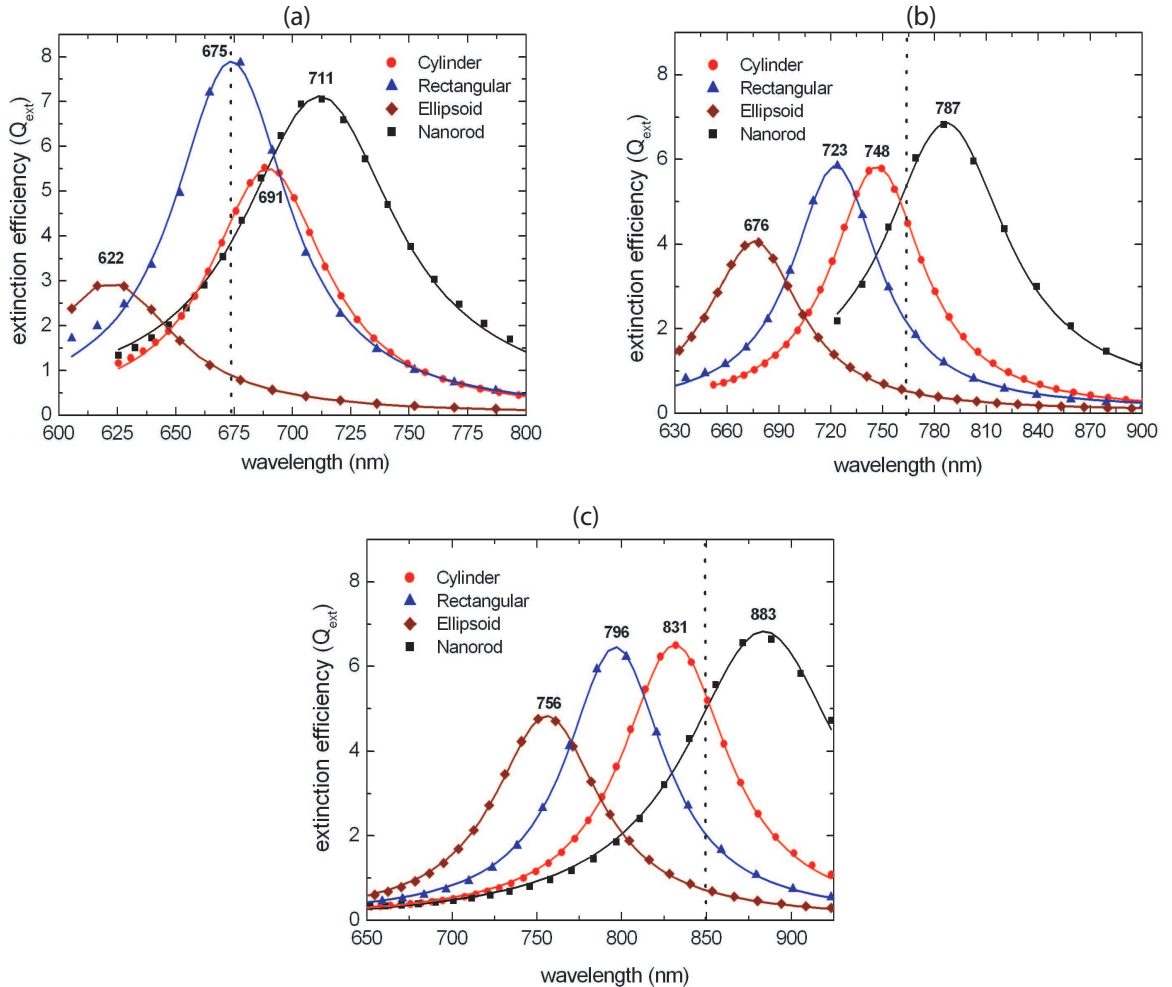 (a)
extinction efficiency (Qext)
8
7
6
5
4
3
2
1
0
675
711
691
622
Cylinder
Rectangular
Ellipsoid
Nanorod
600 625 650 675 700 725 750 775 800
wavelength (nm)
(b)
extinction efficiency (Qext)
8
6
4
2
0
Cylinder
Rectangular
Ellipsoid
Nanorod
787
723
748
676
630 660 690 720 750 780 810 840 870 900
wavelength (nm)
(c)
extinction efficiency (Qext)
8
6
4
2
0
Cylinder
Rectangular
Ellipsoid
Nanorod
883
831
796
756
650 700 750 800 850 900
wavelength (nm)